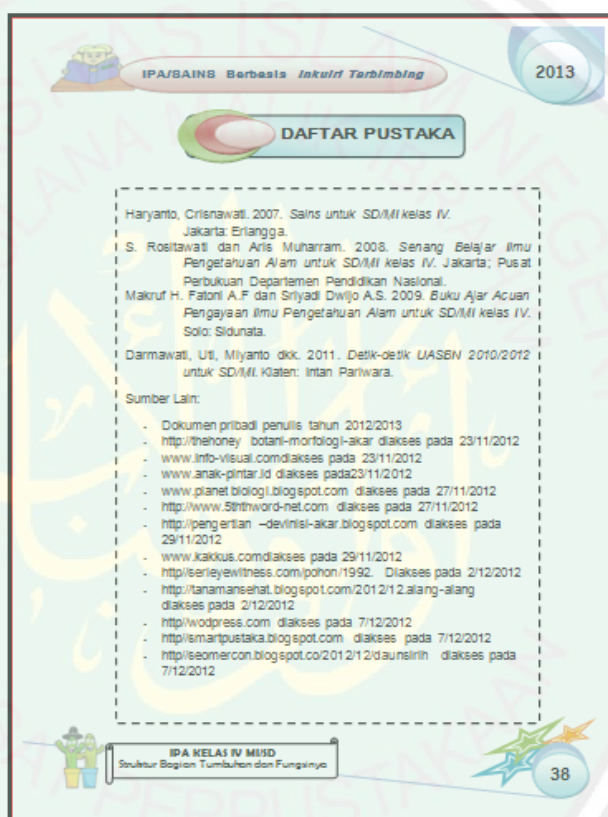 IPA/SAINS Berbasis Inkuiri Terbimbing
2013
DAFTAR PUSTAKA
Haryanto, Crisnawati. 2007. Sains untuk SD/MI kelas IV.
Jakarta: Erlangga.
S. Rositawati dan Aris Muharram. 2008. Senang Belajar Ilmu
Pengetahuan Alam untuk SD/MI kelas IV. Jakarta; Pusat
Perbukuan Departemen Pendidikan Nasional.
Makruf H. Fatoni A.F dan Sriyadi Dwijo A.S. 2009. Buku Ajar Acuan
Pengayaan Ilmu Pengetahuan Alam untuk SD/MI kelas IV.
Solo: Sidunata.
Darmawati, Uti, Miyanto dkk. 2011. Detik-detik UASBN 2010/2012
untuk SD/MI. Klaten: Intan Pariwara.
Sumber Lain:
- Dokumen pribadi penulis tahun 2012/2013
- http://thehoney botani-morfologi-akar diakses pada 23/11/2012
- www.info-visual.comdiakses pada 23/11/2012
- www.anak-pintar.id diakses pada23/11/2012
- www.planet biologi.blogspot.com diakses pada 27/11/2012
- http://www.5thword-net.com diakses pada 27/11/2012
- http://pengertian –devinisi-akar.blogspot.com diakses pada
29/11/2012
- www.kakkus.comdiakses pada 29/11/2012
- http//serieyewitness.com/pohon/1992. Diakses pada 2/12/2012
- http://tanamansehat.blogspot.com/2012/12.alang-alang
diakses pada 2/12/2012
- http//wodpress.com diakses pada 7/12/2012
- http//smartpustaka.blogspot.com diakses pada 7/12/2012
- http//seomercon.blogspot.co/2012/12/daunsirih diakses pada
7/12/2012
IPA KELAS IV MI/SD
Struktur Bagian Tumbuhan dan Fungsinya
38